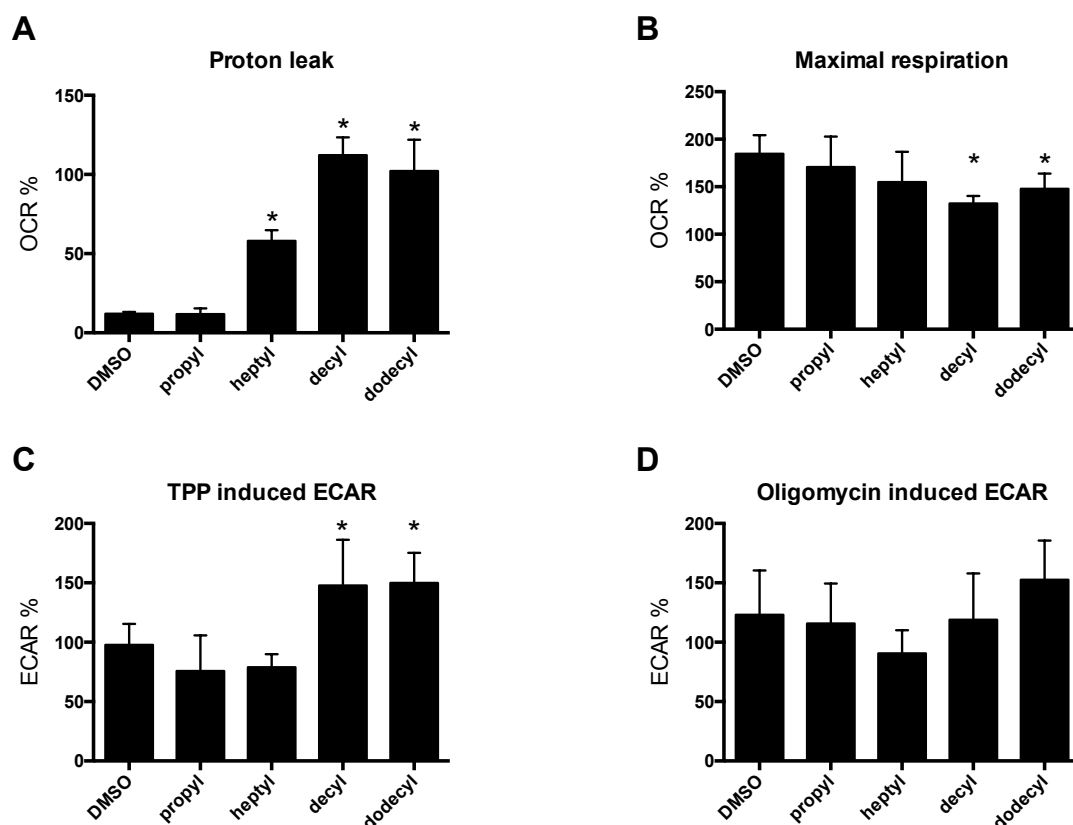 A
Proton leak
OCR %
150
100
50
0
* * *
DMSO propyl heptyl decyl dodecyl
B
Maximal respiration
OCR %
250
200
150
100
50
0
* *
DMSO propyl heptyl decyl dodecyl
C
TPP induced ECAR
ECAR %
200
150
100
50
0
* *
DMSO propyl heptyl decyl dodecyl
D
Oligomycin induced ECAR
ECAR %
200
150
100
50
0
DMSO propyl heptyl decyl dodecyl